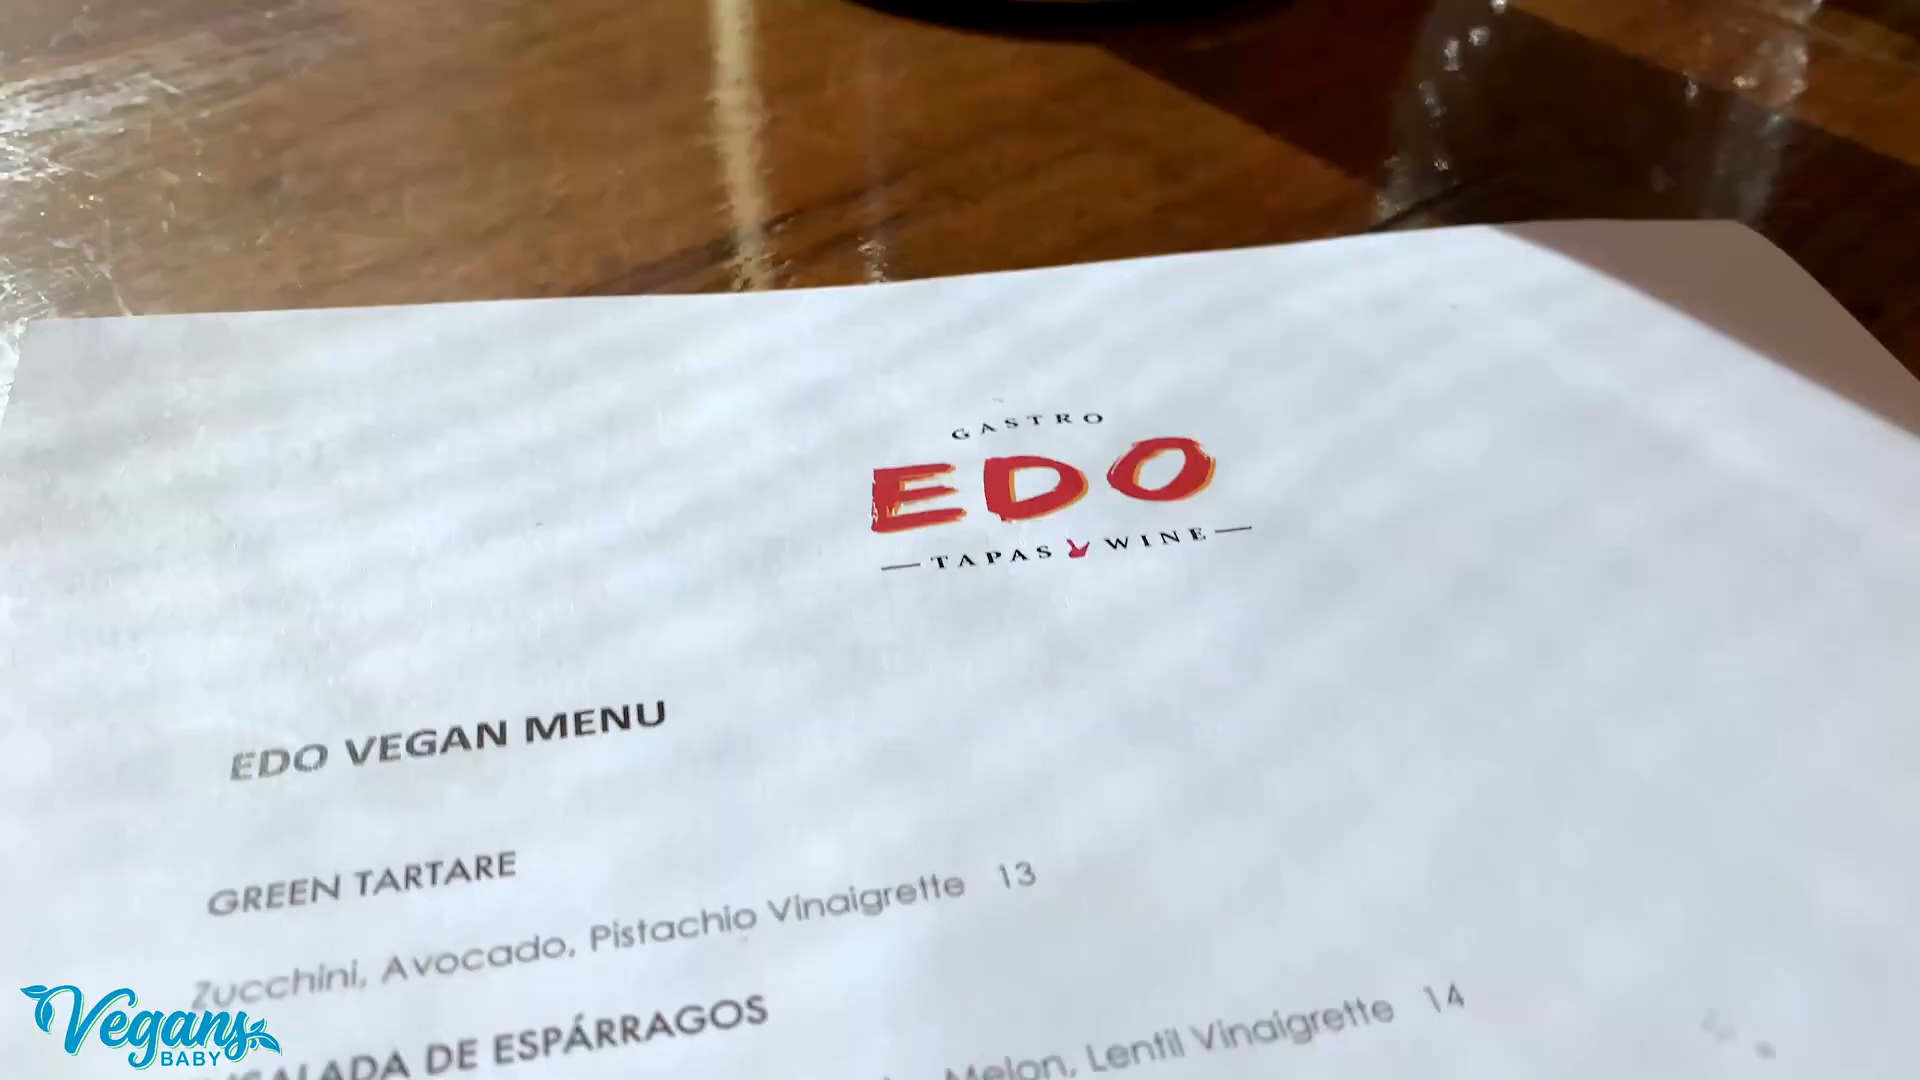 GASTRO
EDO
TAPAS WINE
EDO VEGAN MENU
GREEN TARTARE
Zucchini, Avocado, Pistachio Vinaigrette 13
DE ESPÁRRAGOS
Melon, Lentil Vinaigrette 14
Vegans,
BABY